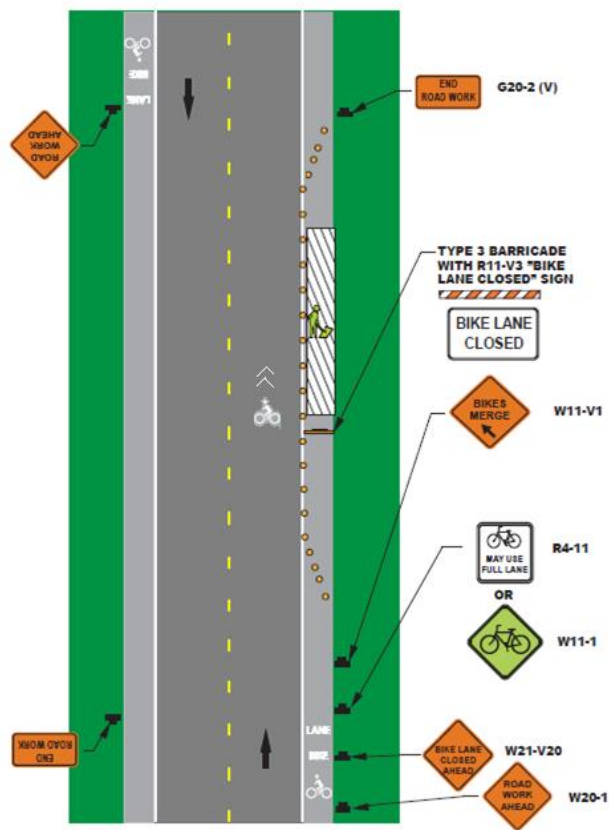 LANE
BIKE
END
ROAD WORK
G20-2 (V)
ROAD
WORK
AHEAD
TYPE 3 BARRICADE
WITH R11-V3 "BIKE
LANE CLOSED" SIGN
BIKE LANE
CLOSED
BIKES
MERGE
W11-V1
MAY USE
FULL LANE
R4-11
OR
W11-1
END
ROAD WORK
LANE
BIKE
BIKE LANE
CLOSED
AHEAD
W21-V20
ROAD
WORK
AHEAD
W20-1